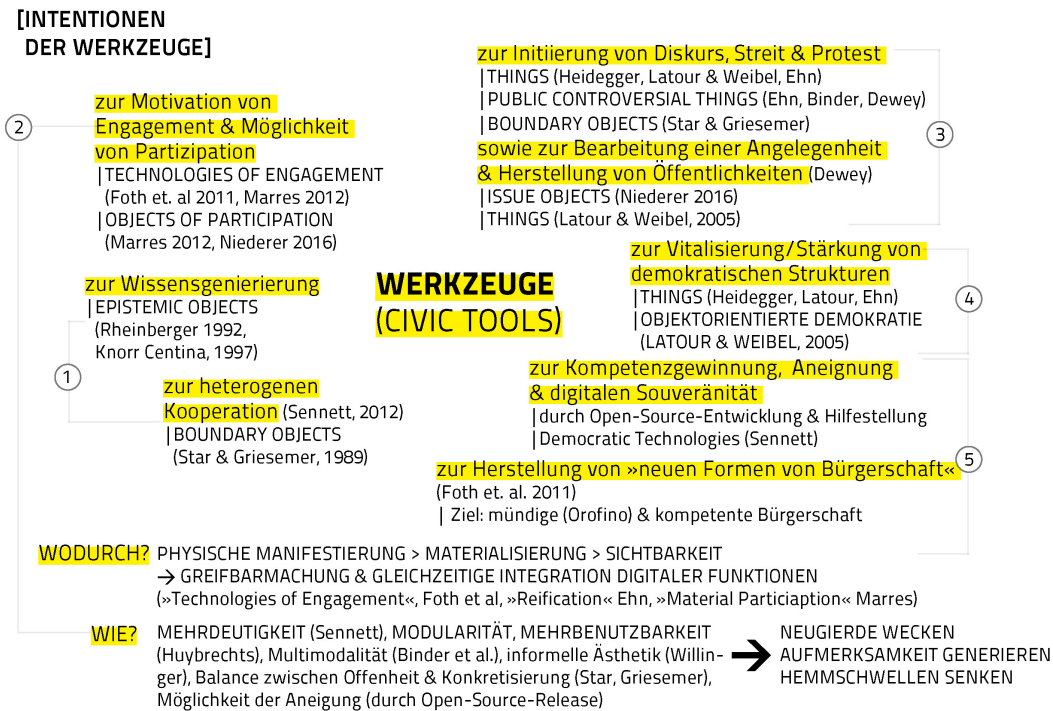 [INTENTIONEN
DER WERKZEUGE]
2
zur Motivation von
Engagement & Möglichkeit
von Partizipation
|TECHNOLOGIES OF ENGAGEMENT
(Foth et. al 2011, Marres 2012)
|OBJECTS OF PARTICIPATION
(Marres 2012, Niederer 2016)
zur Initiierung von Diskurs, Streit & Protest
|THINGS (Heidegger, Latour & Weibel, Ehn)
|PUBLIC CONTROVERSIAL THINGS (Ehn, Binder, Dewey)
|BOUNDARY OBJECTS (Star & Griesemer)
sowie zur Bearbeitung einer Angelegenheit
& Herstellung von Öffentlichkeiten (Dewey)
|ISSUE OBJECTS (Niederer 2016)
|THINGS (Latour & Weibel, 2005)
3
zur Wissensgenierierung
|EPISTEMIC OBJECTS
(Rheinberger 1992,
Knorr Centina, 1997)
1
zur heterogenen
Kooperation (Sennett, 2012)
|BOUNDARY OBJECTS
(Star & Griesemer, 1989)
WERKZEUGE
(CIVIC TOOLS)
zur Vitalisierung/Stärkung von
demokratischen Strukturen
|THINGS (Heidegger, Latour, Ehn)
|OBJEKTORIENTIERTE DEMOKRATIE
(LATOUR & WEIBEL, 2005)
4
zur Kompetenzgewinnung, Aneignung
& digitalen Souveränität
|durch Open-Source-Entwicklung & Hilfestellung
|Democratic Technologies (Sennett)
zur Herstellung von »neuen Formen von Bürgerschaft«
(Foth et. al. 2011)
| Ziel: mündige (Orofino) & kompetente Bürgerschaft
5
WODURCH? PHYSISCHE MANIFESTIERUNG > MATERIALISIERUNG > SICHTBARKEIT
→ GREIFBARMACHUNG & GLEICHZEITIGE INTEGRATION DIGITALER FUNKTIONEN
(»Technologies of Engagement«, Foth et al, »Reification« Ehn, »Material Particiaption« Marres)
WIE? MEHRDEUTIGKEIT (Sennett), MODULARITÄT, MEHRBENUTZBARKEIT
(Huybrechts), Multimodalität (Binder et al.), informelle Ästhetik (Willin-
ger), Balance zwischen Offenheit & Konkretisierung (Star, Griesemer),
Möglichkeit der Aneigung (durch Open-Source-Release)
→ NEUGIERDE WECKEN
AUFMERKSAMKEIT GENERIEREN
HEMMSCHWELLEN SENKEN